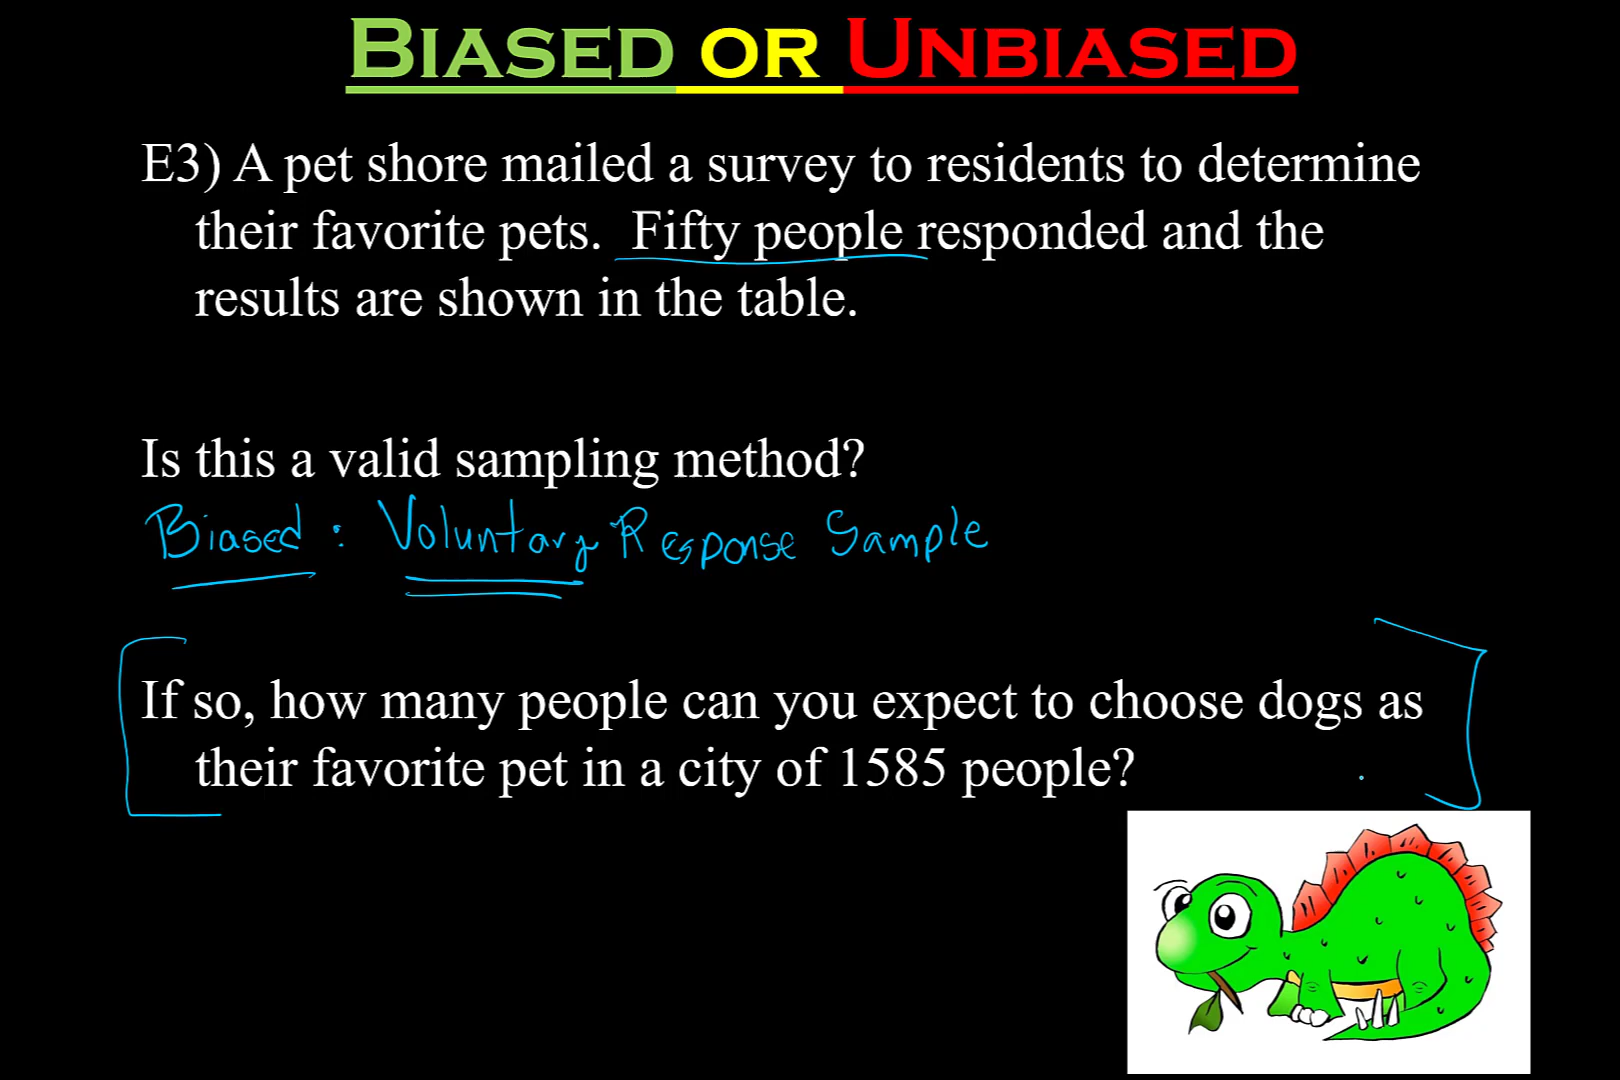 BIASED OR UNBIASED
E3) A pet shore mailed a survey to residents to determine
their favorite pets. Fifty people responded and the
results are shown in the table.
Is this a valid sampling method?
Biased : Voluntary Response Sample
If so, how many people can you expect to choose dogs as
their favorite pet in a city of 1585 people?